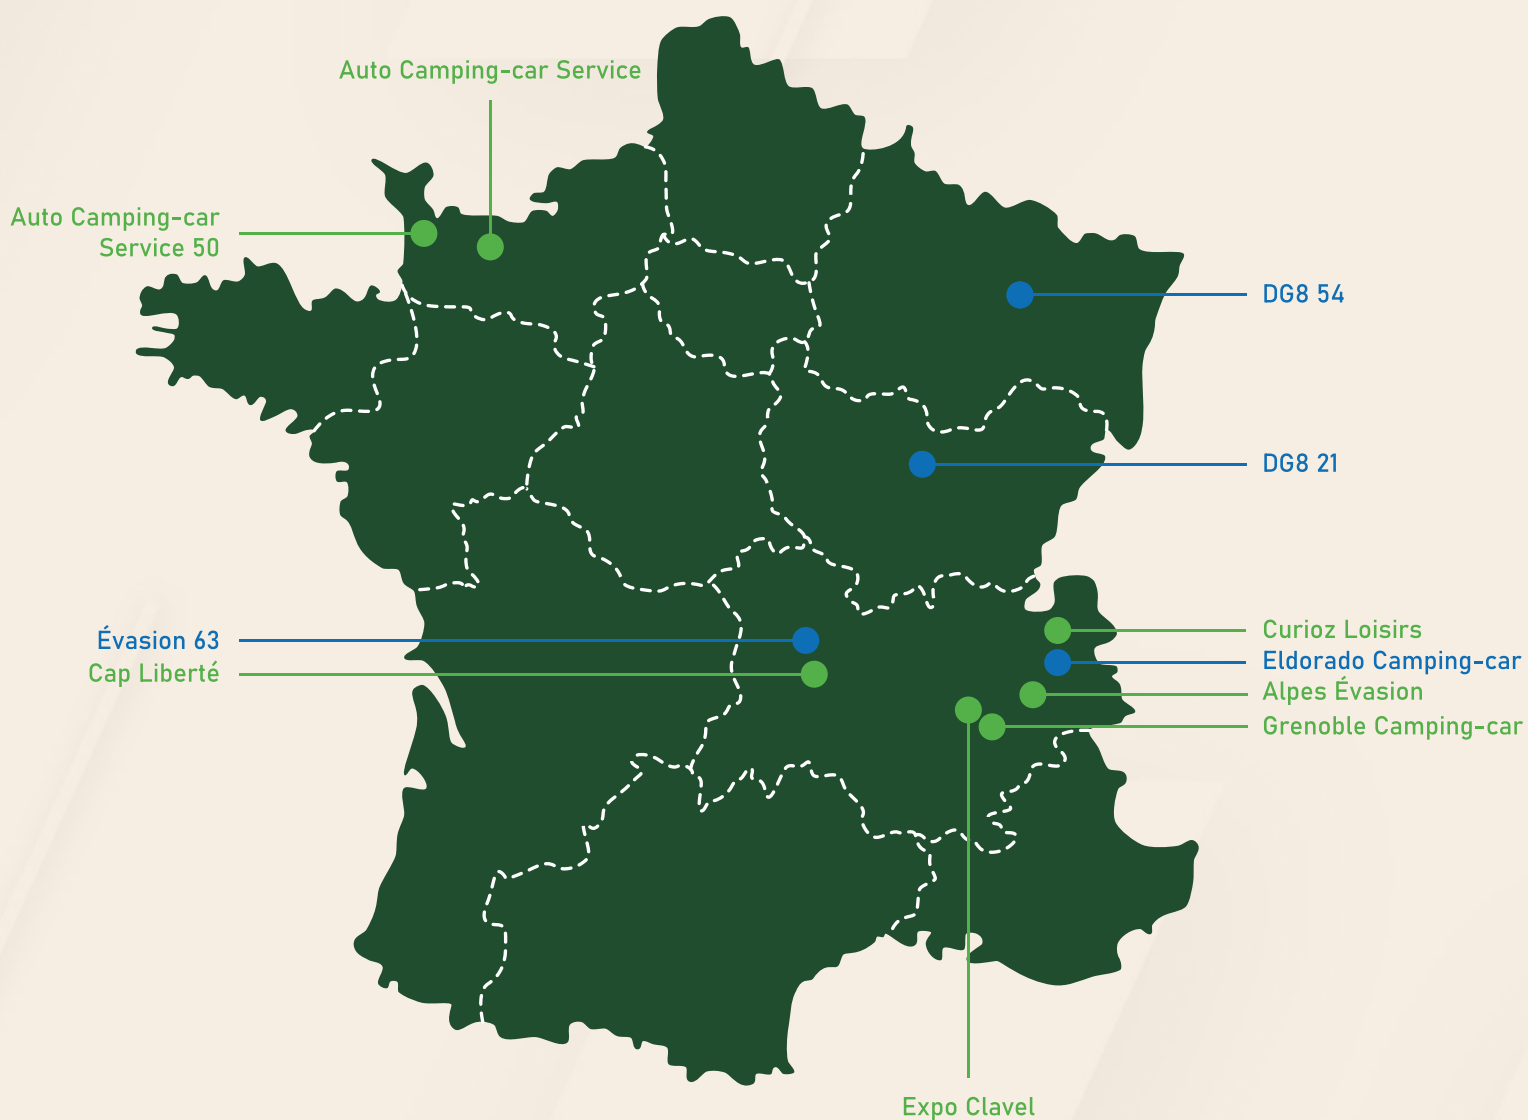 Auto Camping-car Service
Auto Camping-car
Service 50
DG8 54
DG8 21
Évasion 63
Cap Liberté
Curioz Loisirs
Eldorado Camping-car
Alpes Évasion
Grenoble Camping-car
Expo Clavel